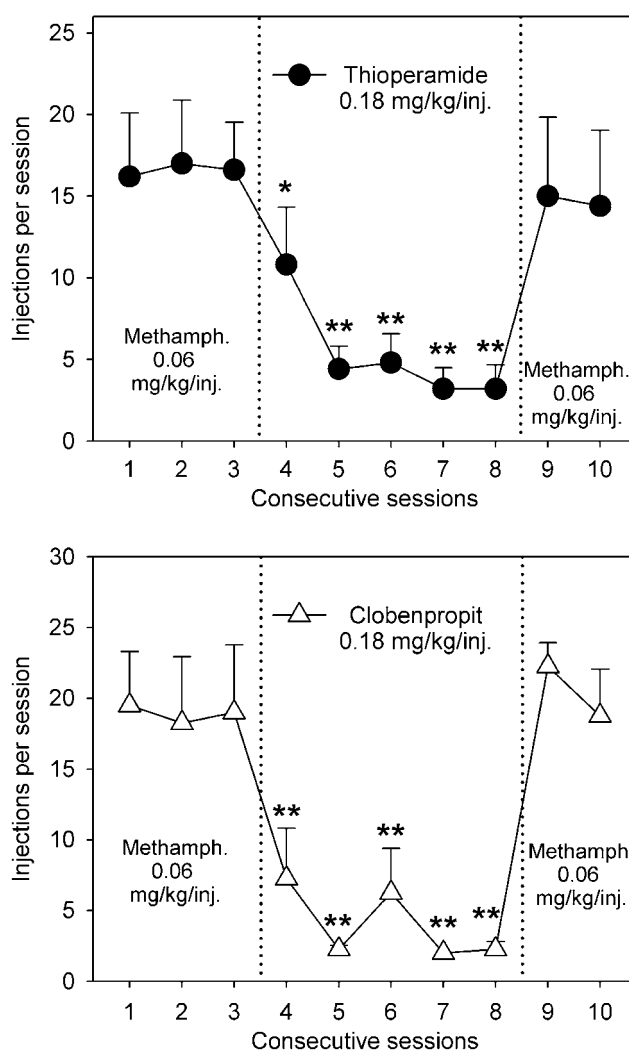 25
20
15
10
5
0
Injections per session
Thioperamide
0.18 mg/kg/inj.
*
**
**
**
**
Methamph.
0.06
mg/kg/inj.
Methamph.
0.06
mg/kg/inj.
1 2 3 4 5 6 7 8 9 10
Consecutive sessions
30
25
20
15
10
5
0
Injections per session
Clobenpropit
0.18 mg/kg/inj.
**
**
**
**
**
Methamph.
0.06
mg/kg/inj.
Methamph.
0.06
mg/kg/inj.
1 2 3 4 5 6 7 8 9 10
Consecutive sessions